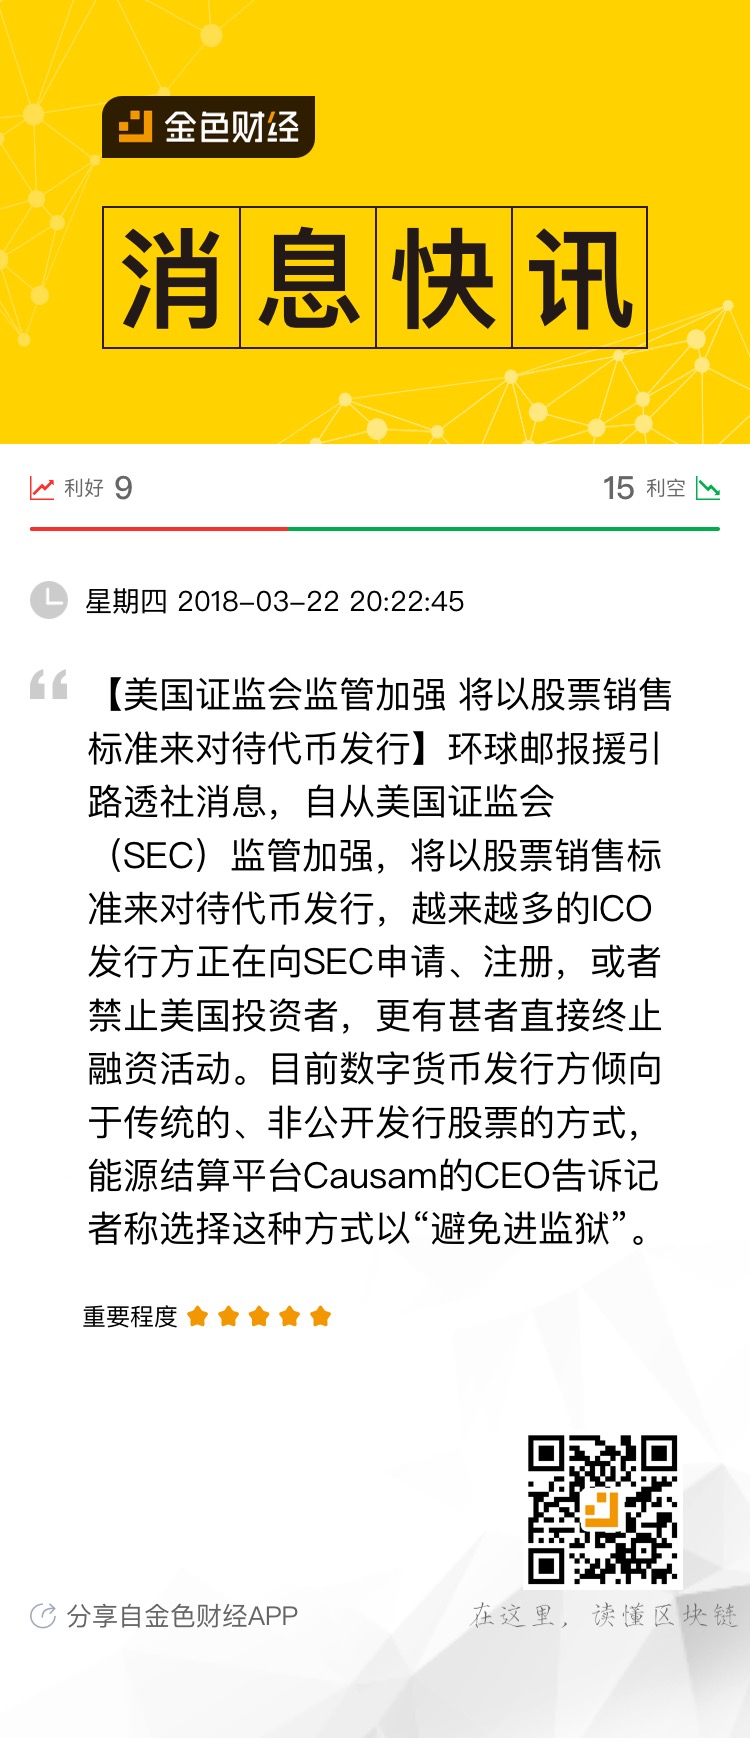 金色财经
消息快讯
利好 9
15 利空
星期四 2018-03-22 20:22:45
【美国证监会监管加强 将以股票销售
标准来对待代币发行】环球邮报援引
路透社消息，自从美国证监会
（SEC）监管加强，将以股票销售标
准来对待代币发行，越来越多的ICO
发行方正在向SEC申请、注册，或者
禁止美国投资者，更有甚者直接终止
融资活动。目前数字货币发行方倾向
于传统的、非公开发行股票的方式，
能源结算平台Causam的CEO告诉记
者称选择这种方式以“避免进监狱”。
重要程度
分享自金色财经APP
在这里，读懂区块链